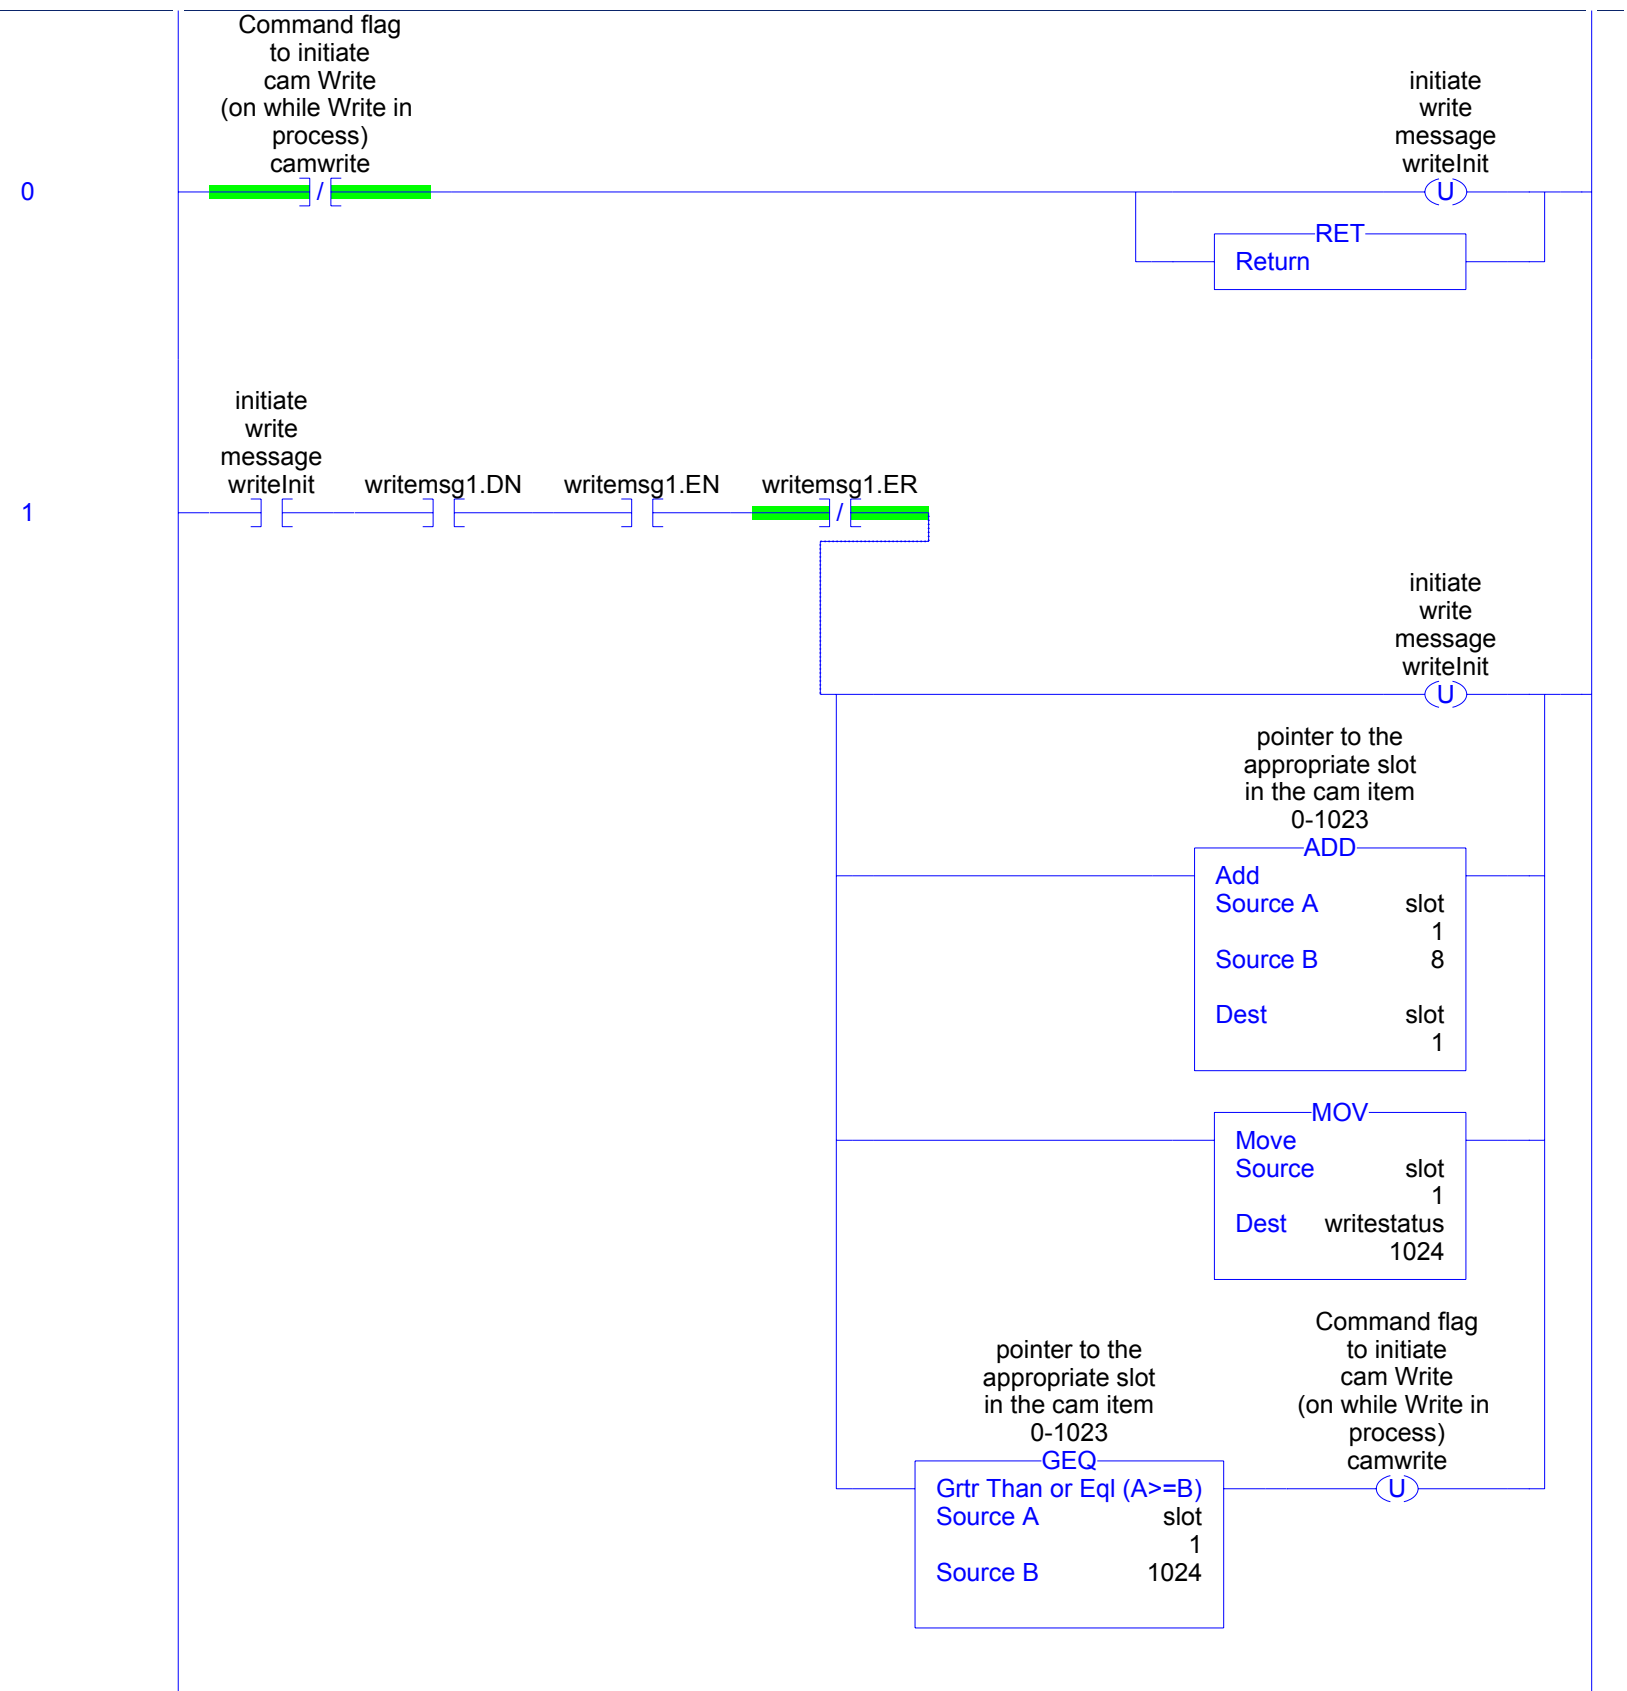 Command flag
to initiate
cam Write
(on while Write in
process)
camwrite
initiate
write
message
writeInit
0
/
U
RET
Return
initiate
write
message
writeInit
writemsg1.DN
writemsg1.EN
writemsg1.ER
1
/
initiate
write
message
writeInit
U
pointer to the
appropriate slot
in the cam item
0-1023
ADD
Add
Source A slot
1
Source B 8
Dest slot
1
MOV
Move
Source slot
1
Dest writestatus
1024
pointer to the
appropriate slot
in the cam item
0-1023
GEQ
Grtr Than or Eql (A>=B)
Source A slot
1
Source B 1024
Command flag
to initiate
cam Write
(on while Write in
process)
camwrite
U